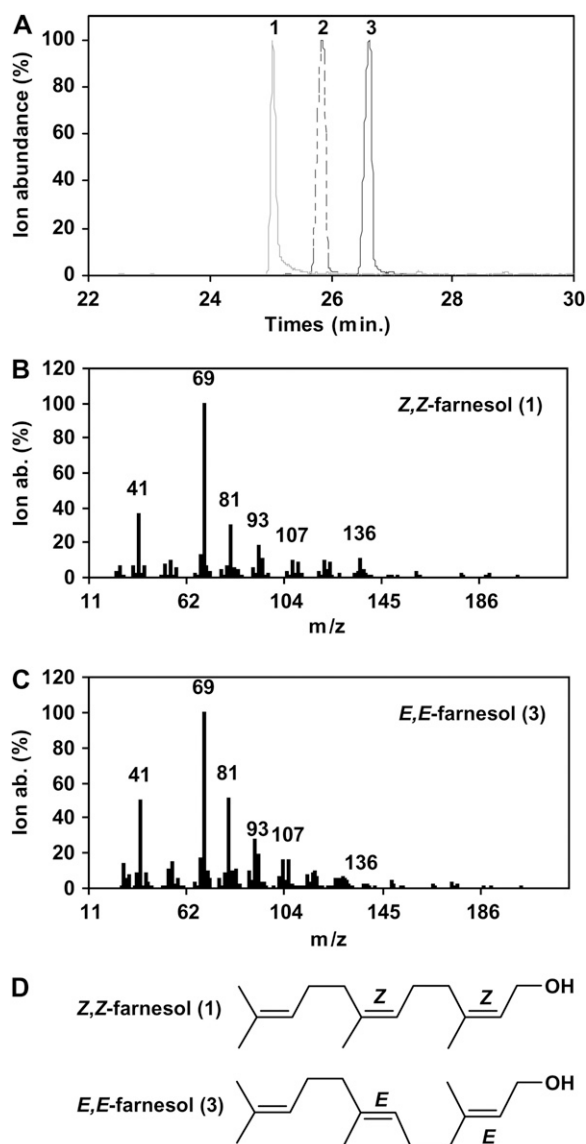 A
1 2 3
Ion abundance (%)
100
80
60
40
20
0
22 24 26 28 30
Times (min.)
B
Z,Z-farnesol (1)
Ion ab. (%)
120
100
80
60
40
20
0
69
41
81
93
107
136
11 62 104 145 186
m/z
C
E,E-farnesol (3)
Ion ab. (%)
120
100
80
60
40
20
0
69
41
81
93
107
136
11 62 104 145 186
m/z
D
Z,Z-farnesol (1)
Z Z
OH
E,E-farnesol (3)
OH
E
E